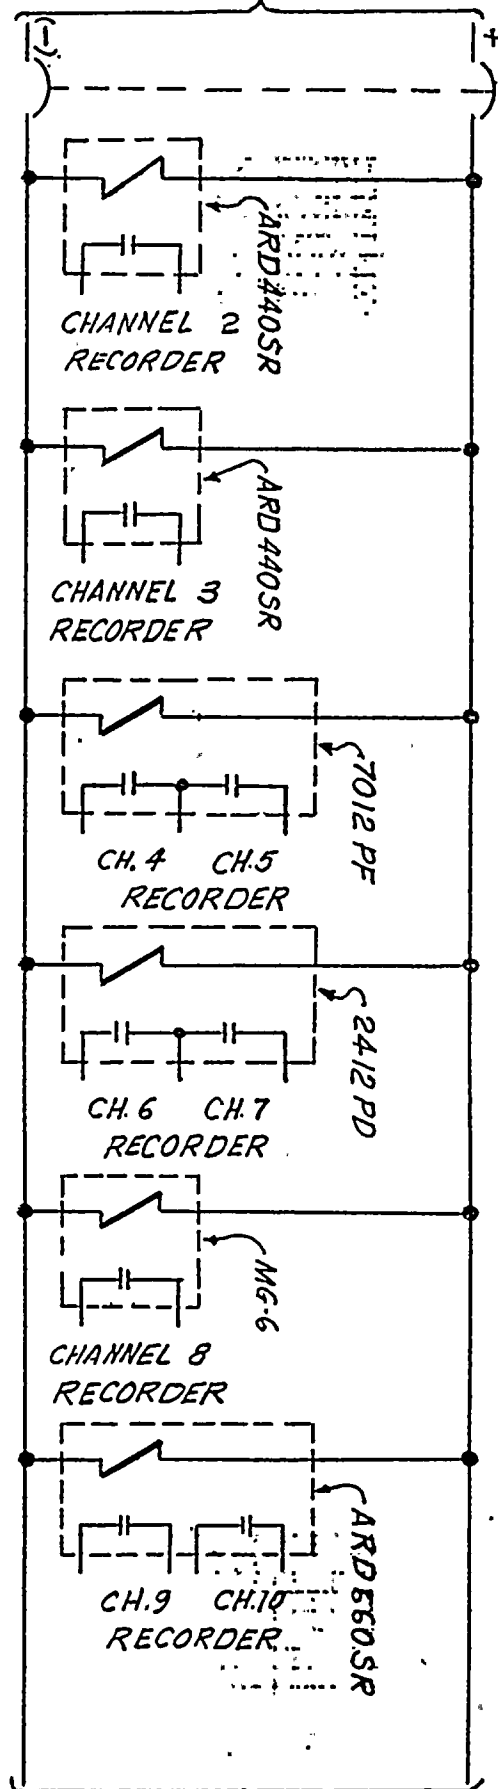 (-)
+
ARD440SR
CHANNEL 2
RECORDER
ARD440SR
CHANNEL 3
RECORDER
7012 PF
CH. 4 CH.5
RECORDER
2412 PD
CH. 6 CH. 7
RECORDER
MG-6
CHANNEL 8
RECORDER
ARD660SR
CH.9 CH.10
RECORDER